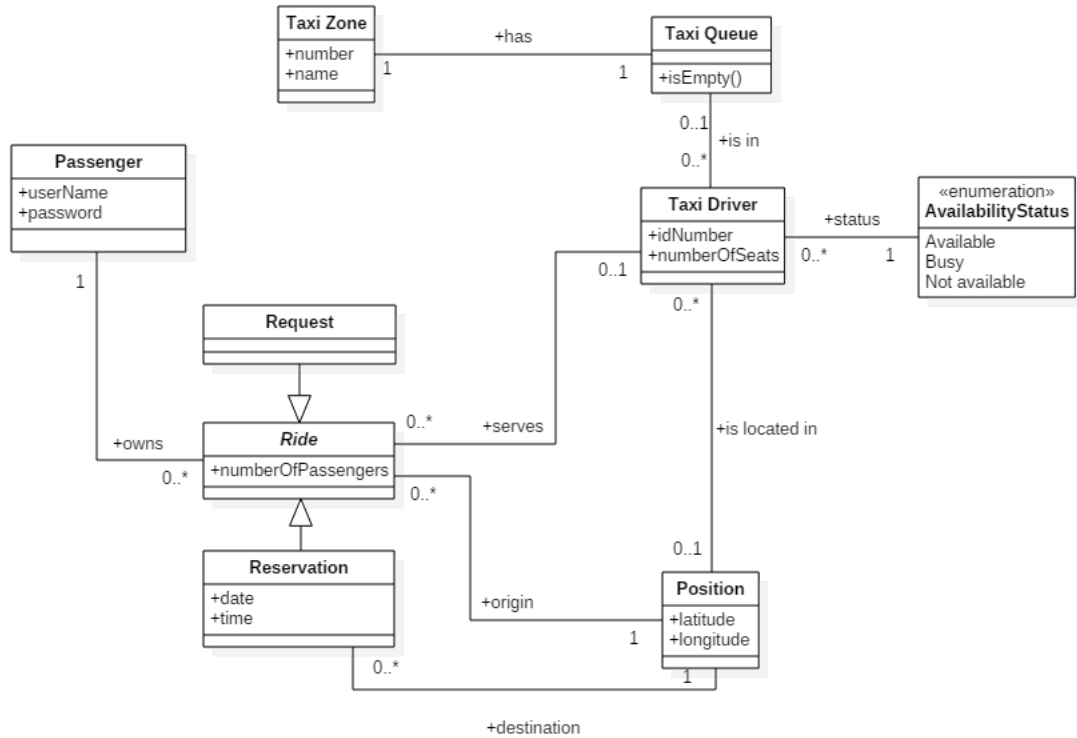 Taxi Zone
+number
+name
+has
1
1
Taxi Queue
+isEmpty()
0..1
+is in
0..*
Passenger
+userName
+password
1
Taxi Driver
+idNumber
+numberOfSeats
0..1
0..*
+status
0..*
1
«enumeration»
AvailabilityStatus
Available
Busy
Not available
Request
+owns
0..*
Ride
+numberOfPassengers
0..*
+serves
0..*
+is located in
Reservation
+date
+time
0..*
+origin
1
0..1
Position
+latitude
+longitude
1
+destination